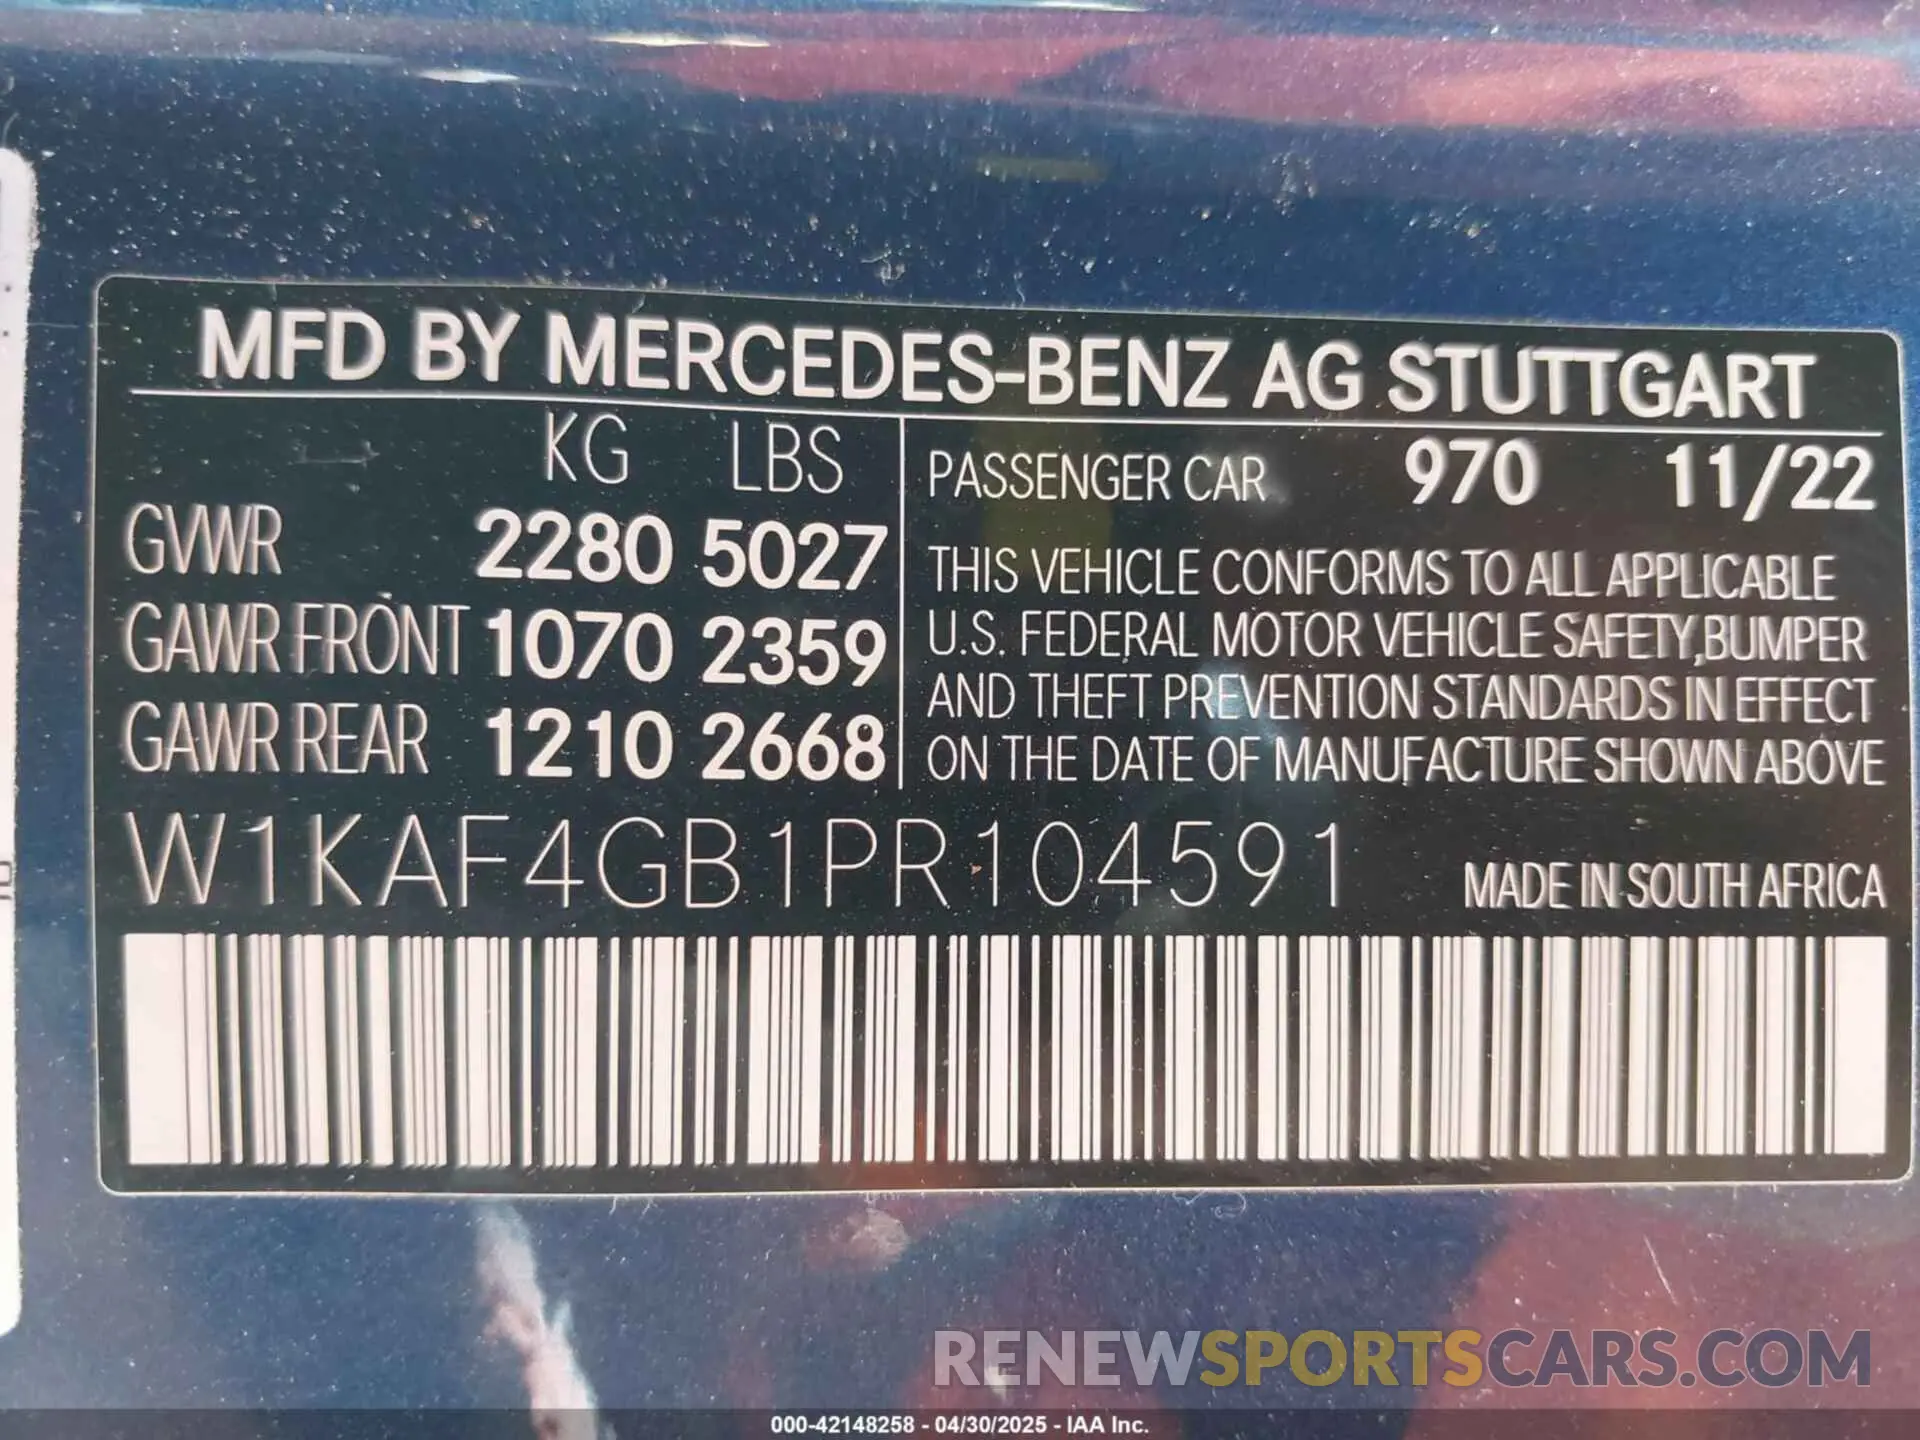 MFD BY MERCEDES-BENZ AG STUTTGART
KG LBS
GVWR 2280 5027
GAWR FRONT 1070 2359
GAWR REAR 1210 2668
PASSENGER CAR 970 11/22
THIS VEHICLE CONFORMS TO ALL APPLICABLE
U.S. FEDERAL MOTOR VEHICLE SAFETY,BUMPER
AND THEFT PREVENTION STANDARDS IN EFFECT
ON THE DATE OF MANUFACTURE SHOWN ABOVE
W1KAF4GB1PR104591
MADE IN SOUTH AFRICA
RENEWSPORTSCARS.COM
000-42148258 - 04/30/2025 - IAA Inc.